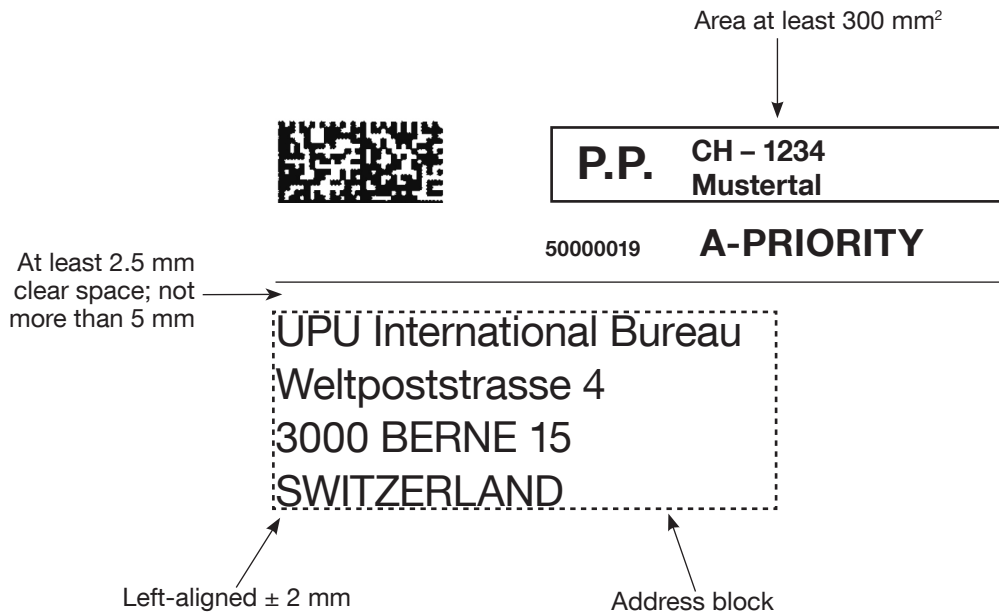 Area at least 300 mm²
P.P.
CH – 1234
Mustertal
50000019
A-PRIORITY
At least 2.5 mm
clear space; not
more than 5 mm
UPU International Bureau
Weltpoststrasse 4
3000 BERNE 15
SWITZERLAND
Left-aligned ± 2 mm
Address block